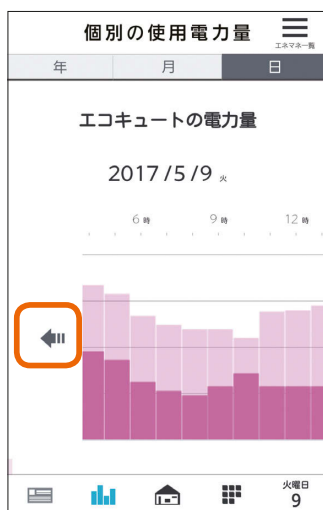 個別の使用電力量
エネマネ一覧
年 月 日
エコキュートの電力量
2017/5/9 火
6時 9時 12時
火曜日
9